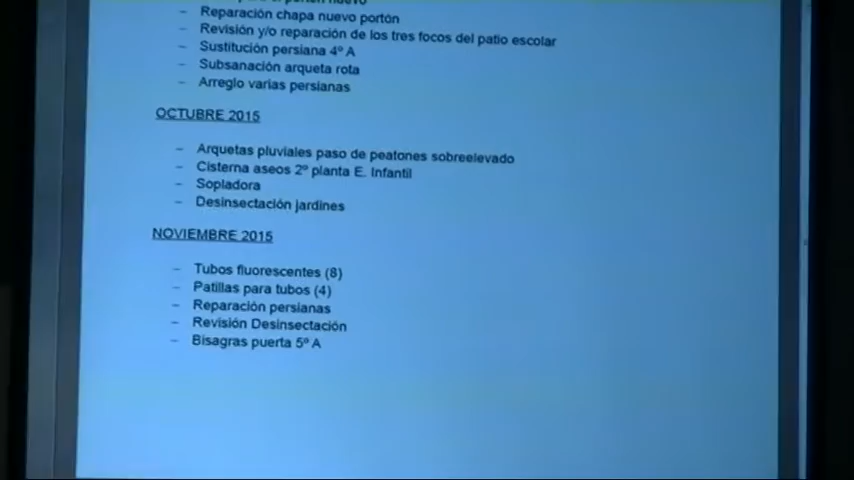 – Reparación chapa nuevo portón
– Revisión y/o reparación de los tres focos del patio escolar
– Sustitución persiana 4º A
– Subsanación arqueta rota
– Arreglo varias persianas
OCTUBRE 2015
– Arquetas pluviales paso de peatones sobreelevado
– Cisterna aseos 2º planta E. Infantil
– Sopladora
– Desinsectación jardines
NOVIEMBRE 2015
– Tubos fluorescentes (8)
– Patillas para tubos (4)
– Reparación persianas
– Revisión Desinsectación
– Bisagras puerta 5º A